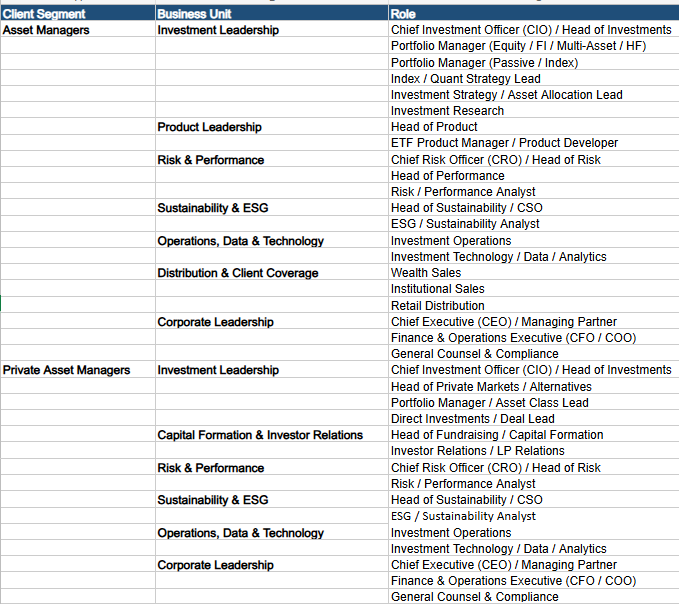 Client Segment Business Unit Role
Asset Managers Investment Leadership Chief Investment Officer (CIO) / Head of Investments
Portfolio Manager (Equity / FI / Multi-Asset / HF)
Portfolio Manager (Passive / Index)
Index / Quant Strategy Lead
Investment Strategy / Asset Allocation Lead
Investment Research
Product Leadership Head of Product
ETF Product Manager / Product Developer
Risk & Performance Chief Risk Officer (CRO) / Head of Risk
Head of Performance
Risk / Performance Analyst
Sustainability & ESG Head of Sustainability / CSO
ESG / Sustainability Analyst
Operations, Data & Technology Investment Operations
Investment Technology / Data / Analytics
Distribution & Client Coverage Wealth Sales
Institutional Sales
Retail Distribution
Corporate Leadership Chief Executive (CEO) / Managing Partner
Finance & Operations Executive (CFO / COO)
General Counsel & Compliance
Private Asset Managers Investment Leadership Chief Investment Officer (CIO) / Head of Investments
Head of Private Markets / Alternatives
Portfolio Manager / Asset Class Lead
Direct Investments / Deal Lead
Capital Formation & Investor Relations Head of Fundraising / Capital Formation
Investor Relations / LP Relations
Risk & Performance Chief Risk Officer (CRO) / Head of Risk
Risk / Performance Analyst
Sustainability & ESG Head of Sustainability / CSO
ESG / Sustainability Analyst
Operations, Data & Technology Investment Operations
Investment Technology / Data / Analytics
Corporate Leadership Chief Executive (CEO) / Managing Partner
Finance & Operations Executive (CFO / COO)
General Counsel & Compliance